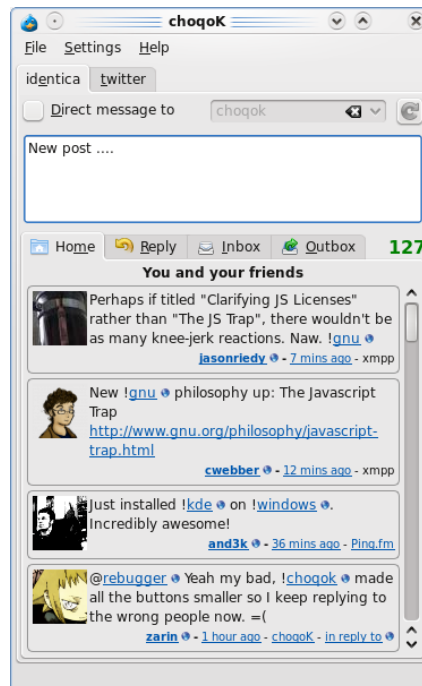 choqoK
File Settings Help
identica twitter
Direct message to choqok
New post ....
Home Reply Inbox Outbox 127
You and your friends
Perhaps if titled "Clarifying JS Licenses"
rather than "The JS Trap", there wouldn't be
as many knee-jerk reactions. Naw. !gnu
jasonriedy - 7 mins ago - xmpp
New !gnu philosophy up: The Javascript
Trap
http://www.gnu.org/philosophy/javascript-
trap.html
cwebber - 12 mins ago - xmpp
Just installed !kde on !windows.
Incredibly awesome!
and3k - 36 mins ago - Ping.fm
@rebugger Yeah my bad, !choqok made
all the buttons smaller so I keep replying to
the wrong people now. =(
zarin - 1 hour ago - choqoK - in reply to